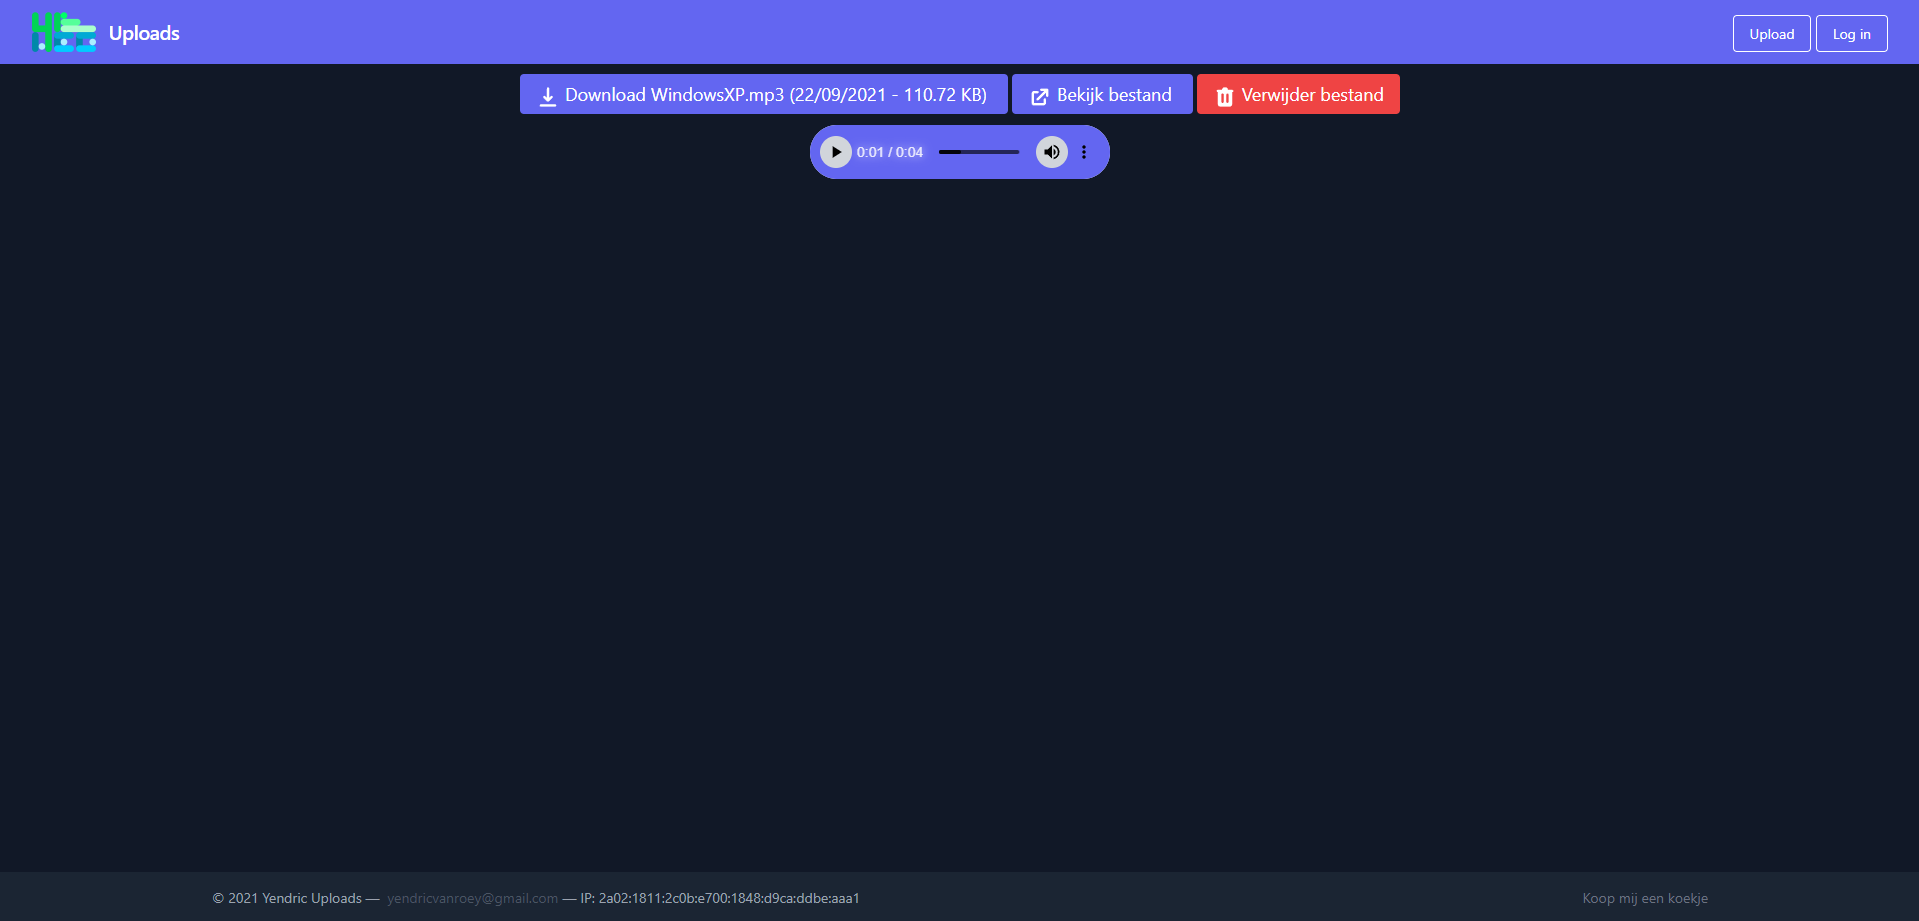 Uploads
Upload
Log in
Download WindowsXP.mp3 (22/09/2021 - 110.72 KB)
Bekijk bestand
Verwijder bestand
0:01 / 0:04
© 2021 Yendric Uploads — yendricvanroey@gmail.com — IP: 2a02:1811:2c0b:e700:1848:d9ca:ddbe:aaa1
Koop mij een koekje